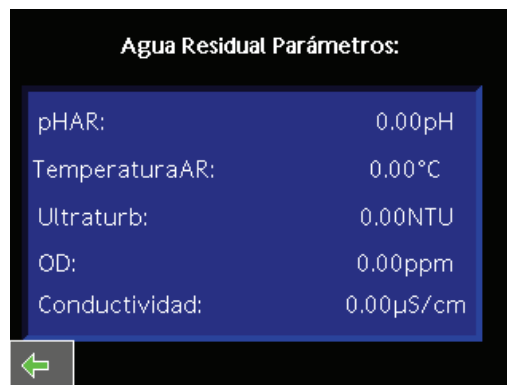 Agua Residual Parámetros:
pHAR: 0.00pH
TemperaturaAR: 0.00°C
Ultraturb: 0.00NTU
OD: 0.00ppm
Conductividad: 0.00µS/cm